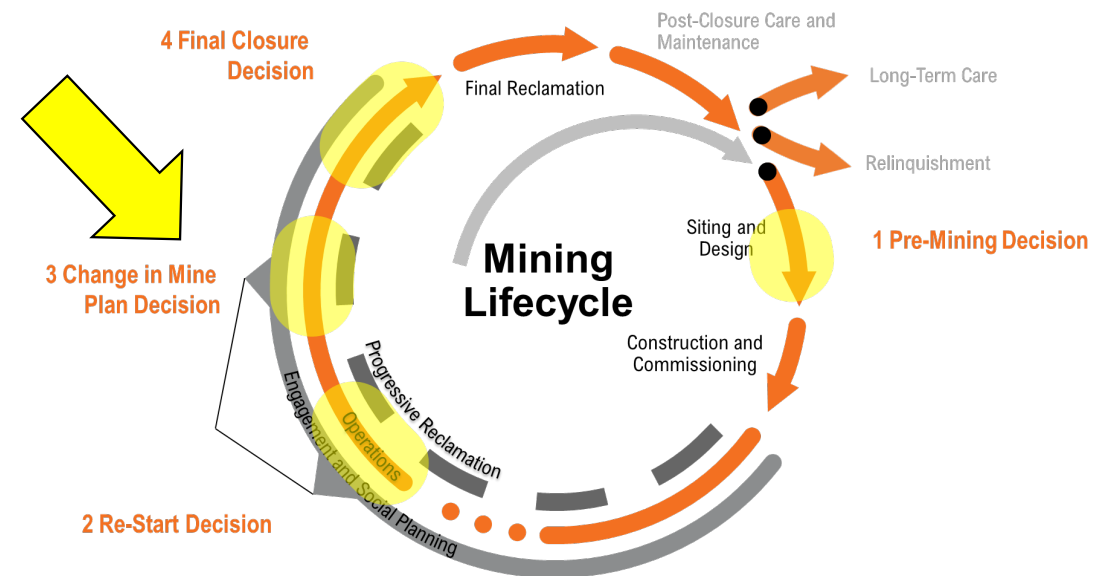 4 Final Closure
Decision
Final Reclamation
Post-Closure Care and
Maintenance
Long-Term Care
Relinquishment
Siting and
Design
1 Pre-Mining Decision
Mining
Lifecycle
3 Change in Mine
Plan Decision
Construction and
Commissioning
Progressive Reclamation
Operations
Engagement and Social Planning
2 Re-Start Decision